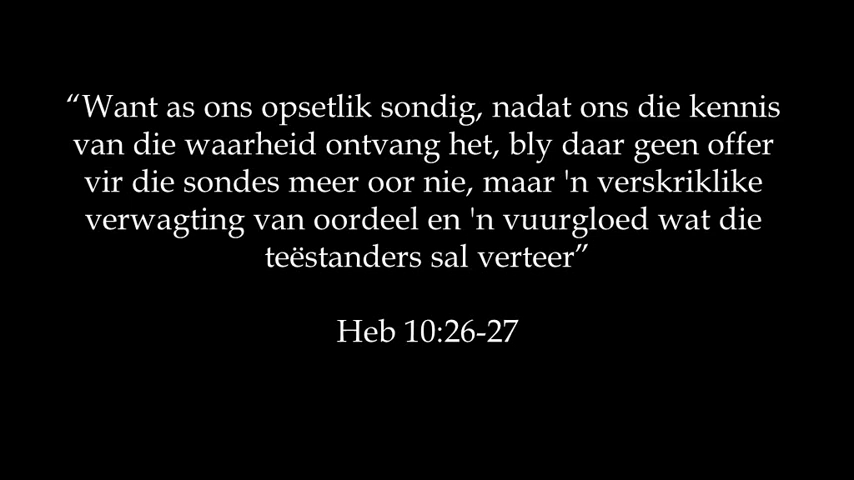 “Want as ons opsetlik sondig, nadat ons die kennis
van die waarheid ontvang het, bly daar geen offer
vir die sondes meer oor nie, maar 'n verskriklike
verwagting van oordeel en 'n vuurgloed wat die
teëstanders sal verteer”
Heb 10:26-27